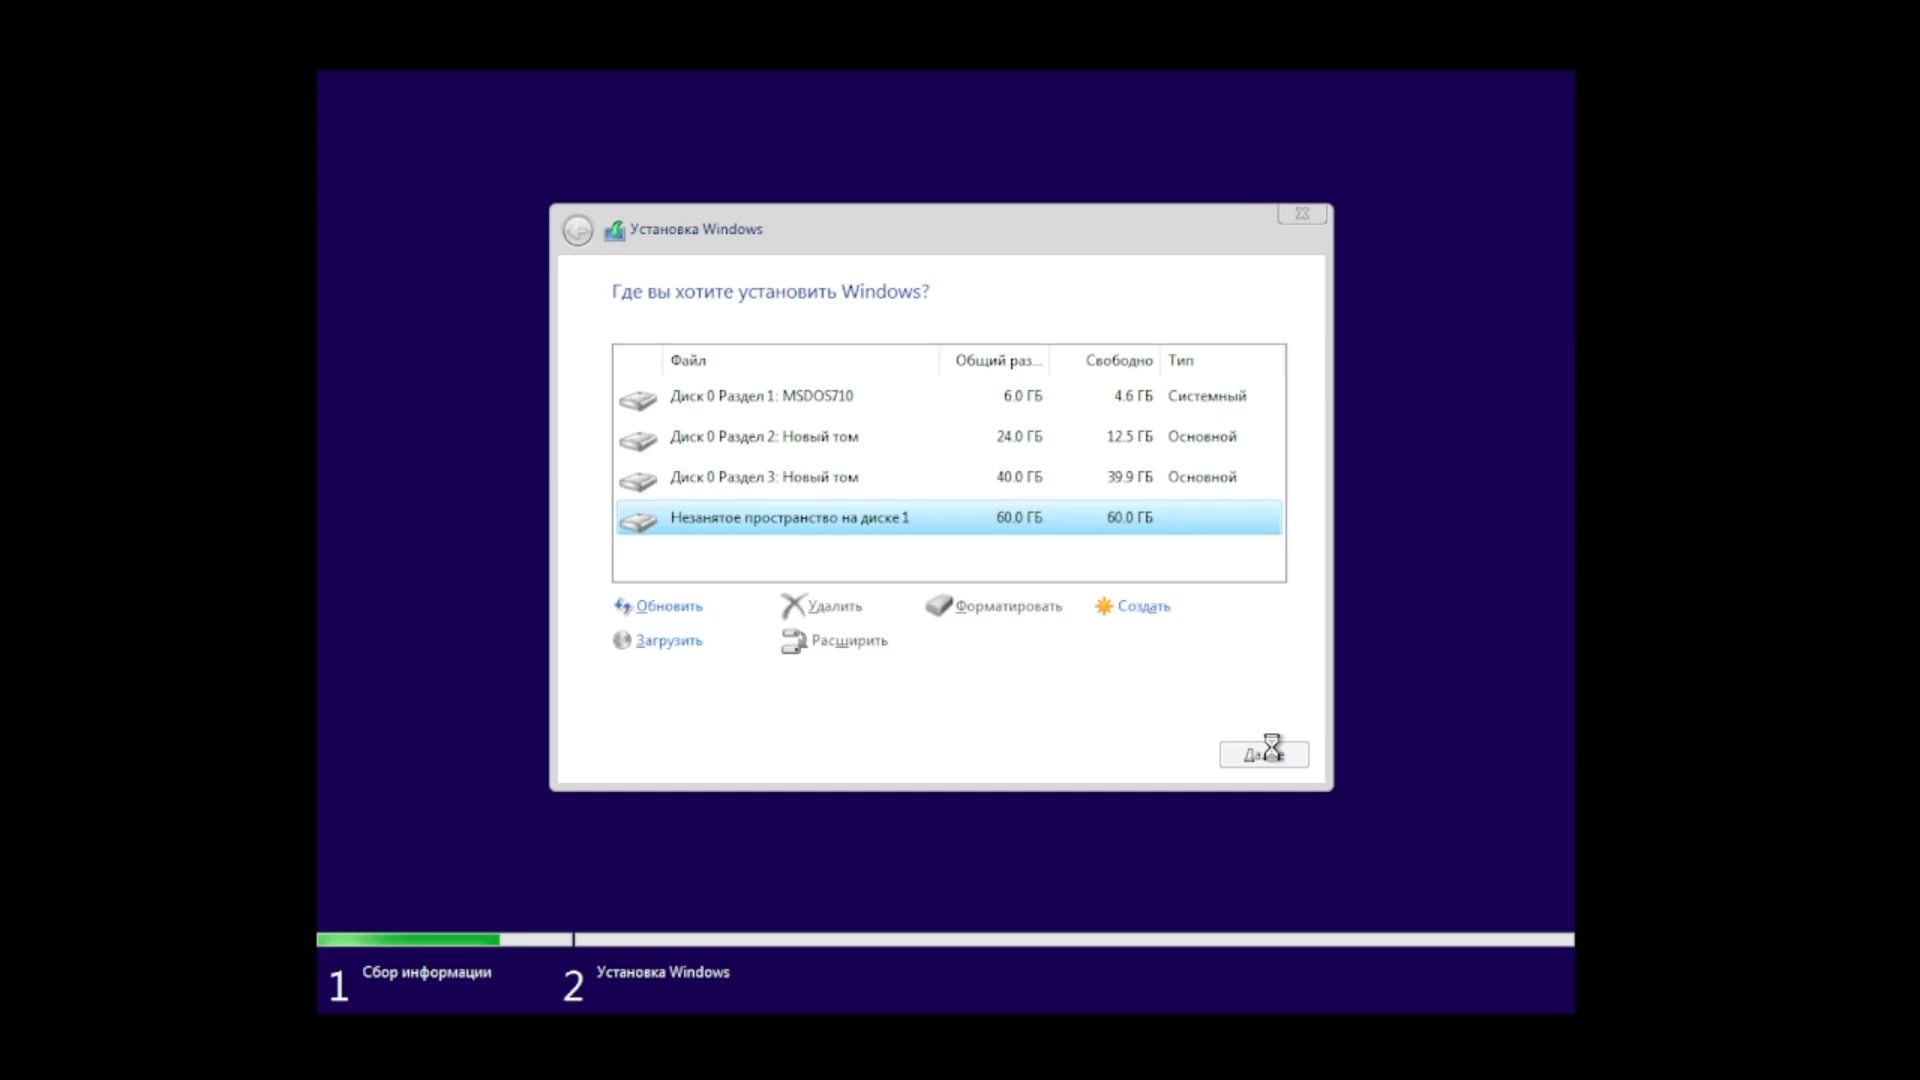 Установка Windows
Где вы хотите установить Windows?
Файл Общий раз... Свободно Тип
Диск 0 Раздел 1: MSDOS710 6.0 ГБ 4.6 ГБ Системный
Диск 0 Раздел 2: Новый том 24.0 ГБ 12.5 ГБ Основной
Диск 0 Раздел 3: Новый том 40.0 ГБ 39.9 ГБ Основной
Незанятое пространство на диске 1 60.0 ГБ 60.0 ГБ
Обновить Удалить Форматировать Создать
Загрузить Расширить
1 Сбор информации 2 Установка Windows